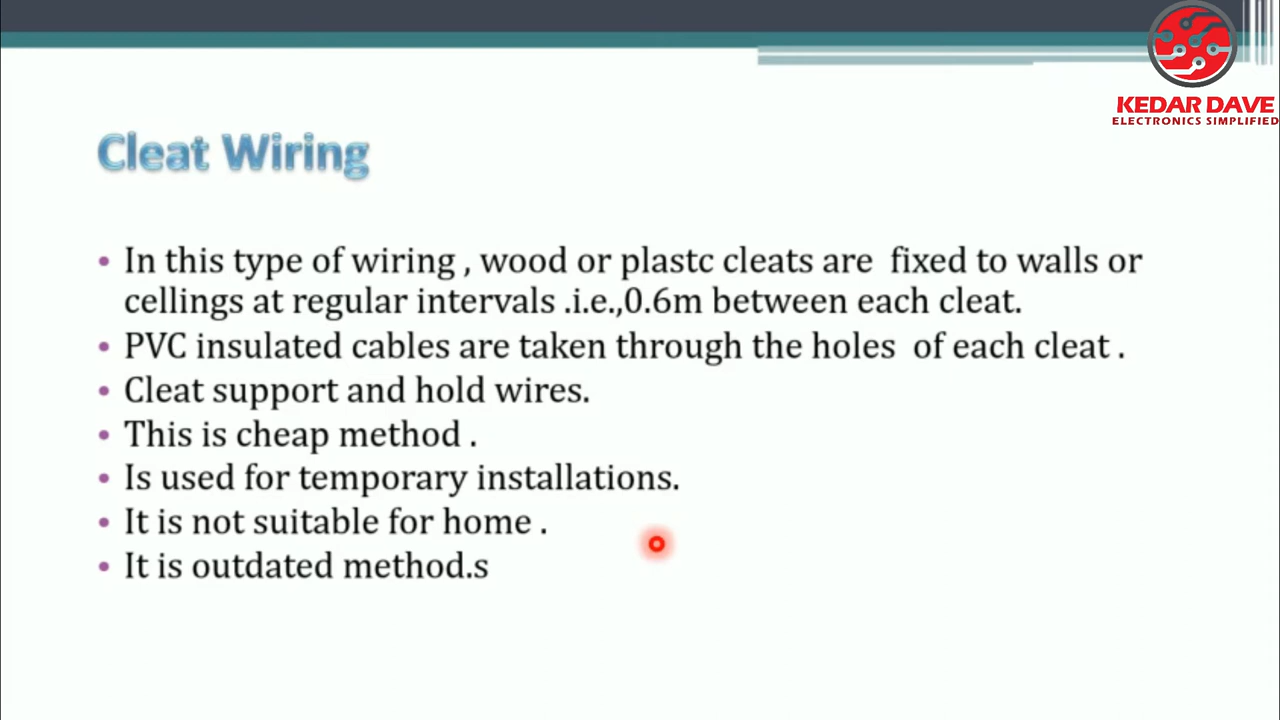 KEDAR DAVE
ELECTRONICS SIMPLIFIED
Cleat Wiring
• In this type of wiring , wood or plastc cleats are fixed to walls or
cellings at regular intervals .i.e.,0.6m between each cleat.
• PVC insulated cables are taken through the holes of each cleat .
• Cleat support and hold wires.
• This is cheap method .
• Is used for temporary installations.
• It is not suitable for home .
• It is outdated method.s